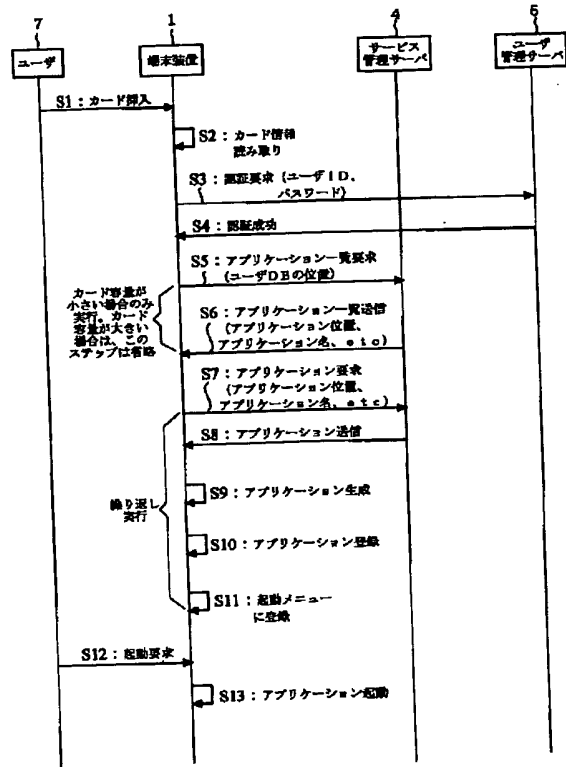 7
1
4
5
ユーザ
端末装置
サービス
管理サーバ
ユーザ
管理サーバ
S1：カード挿入
S2：カード情報
読み取り
S3：認証要求（ユーザID、
パスワード）
S4：認証成功
S5：アプリケーション一覧要求
（ユーザDBの位置）
カード容量が
小さい場合のみ
実行。カード
容量が大きい
場合は、この
ステップは省略
S6：アプリケーション一覧送信
（アプリケーション位置、
アプリケーション名、etc）
S7：アプリケーション要求
（アプリケーション位置、
アプリケーション名、etc）
S8：アプリケーション送信
繰り返し
実行
S9：アプリケーション生成
S10：アプリケーション登録
S11：起動メニュー
に登録
S12：起動要求
S13：アプリケーション起動